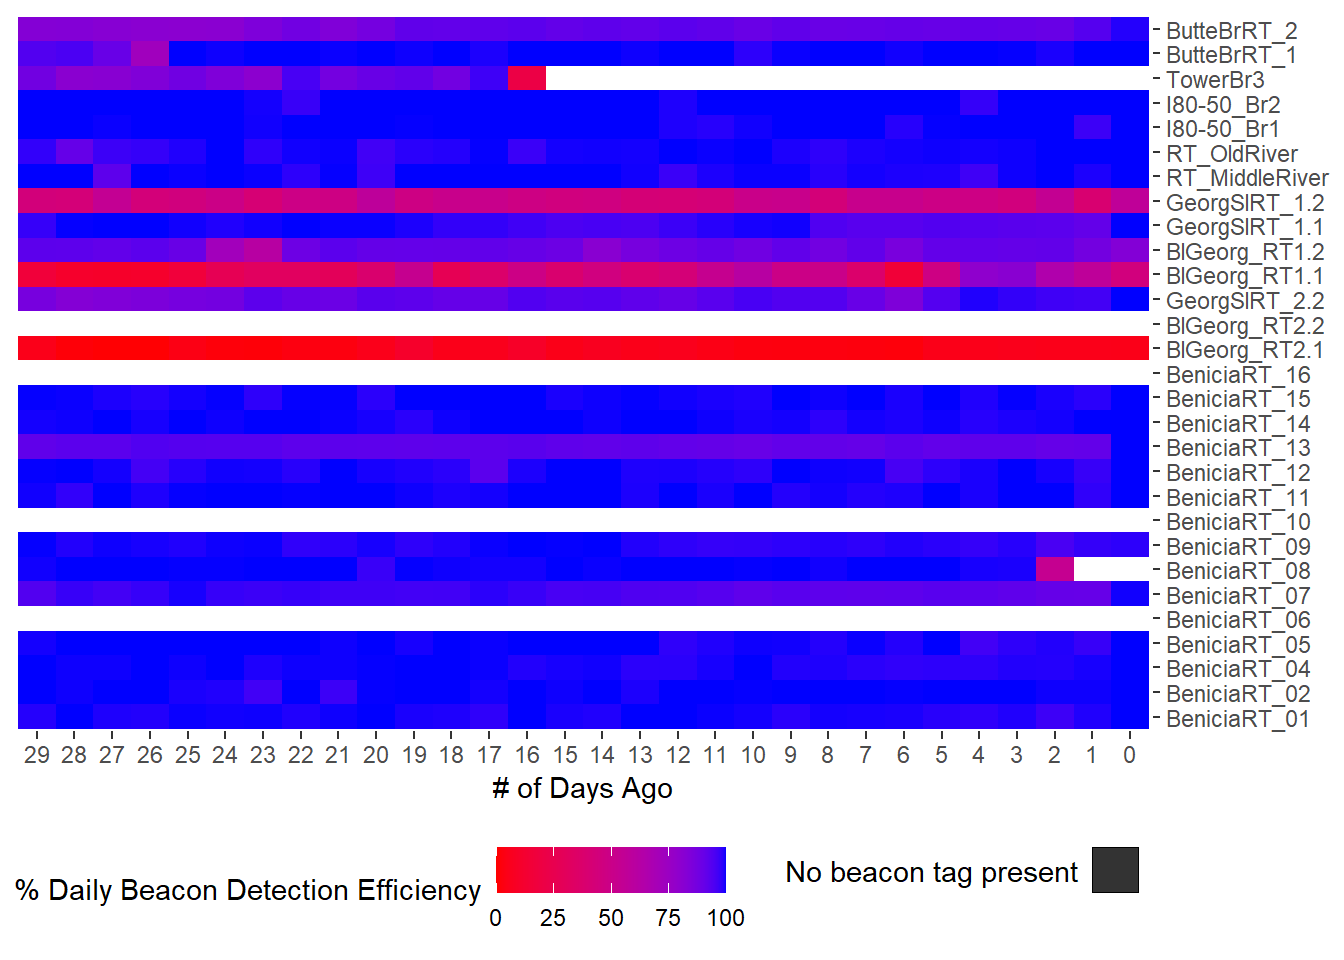 ButteBrRT_2
ButteBrRT_1
TowerBr3
I80-50_Br2
I80-50_Br1
RT_OldRiver
RT_MiddleRiver
GeorgSlRT_1.2
GeorgSlRT_1.1
BlGeorg_RT1.2
BlGeorg_RT1.1
GeorgSlRT_2.2
BlGeorg_RT2.2
BlGeorg_RT2.1
BeniciaRT_16
BeniciaRT_15
BeniciaRT_14
BeniciaRT_13
BeniciaRT_12
BeniciaRT_11
BeniciaRT_10
BeniciaRT_09
BeniciaRT_08
BeniciaRT_07
BeniciaRT_06
BeniciaRT_05
BeniciaRT_04
BeniciaRT_02
BeniciaRT_01
29 28 27 26 25 24 23 22 21 20 19 18 17 16 15 14 13 12 11 10 9 8 7 6 5 4 3 2 1 0
# of Days Ago
% Daily Beacon Detection Efficiency
0 25 50 75 100
No beacon tag present